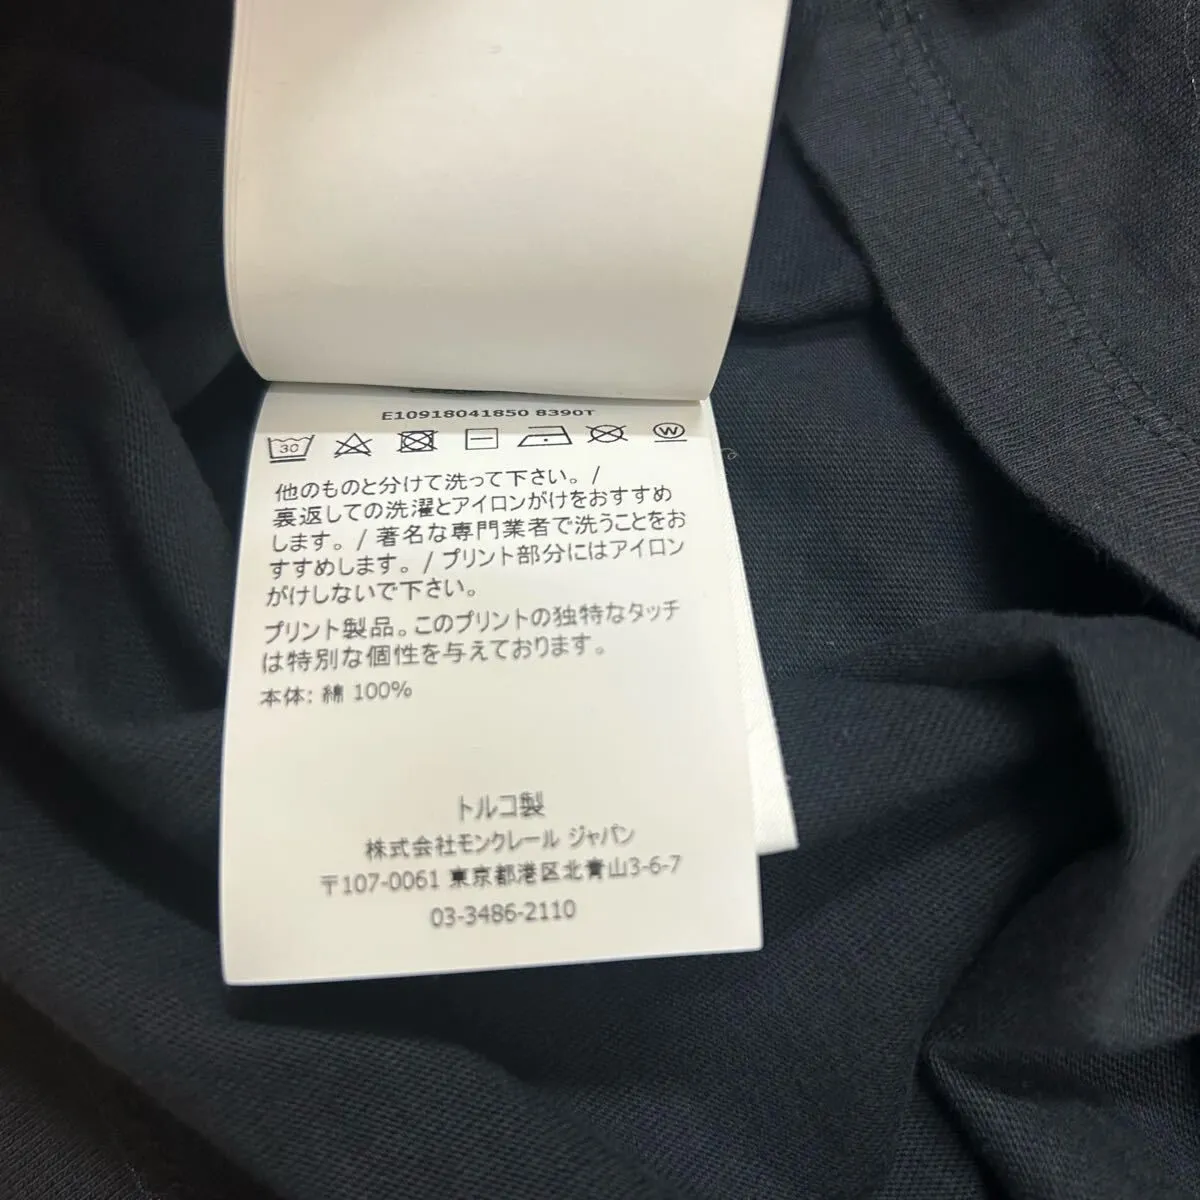 E10918041850 8390T
30
W
他のものと分けて洗って下さい。/
裏返しての洗濯とアイロンがけをおすすめ
します。/ 著名な専門業者で洗うことをお
すすめします。/ プリント部分にはアイロン
がけしないで下さい。
プリント製品。このプリントの独特なタッチ
は特別な個性を与えております。
本体: 綿 100%
トルコ製
株式会社モンクレール ジャパン
〒107-0061 東京都港区北青山3-6-7
03-3486-2110